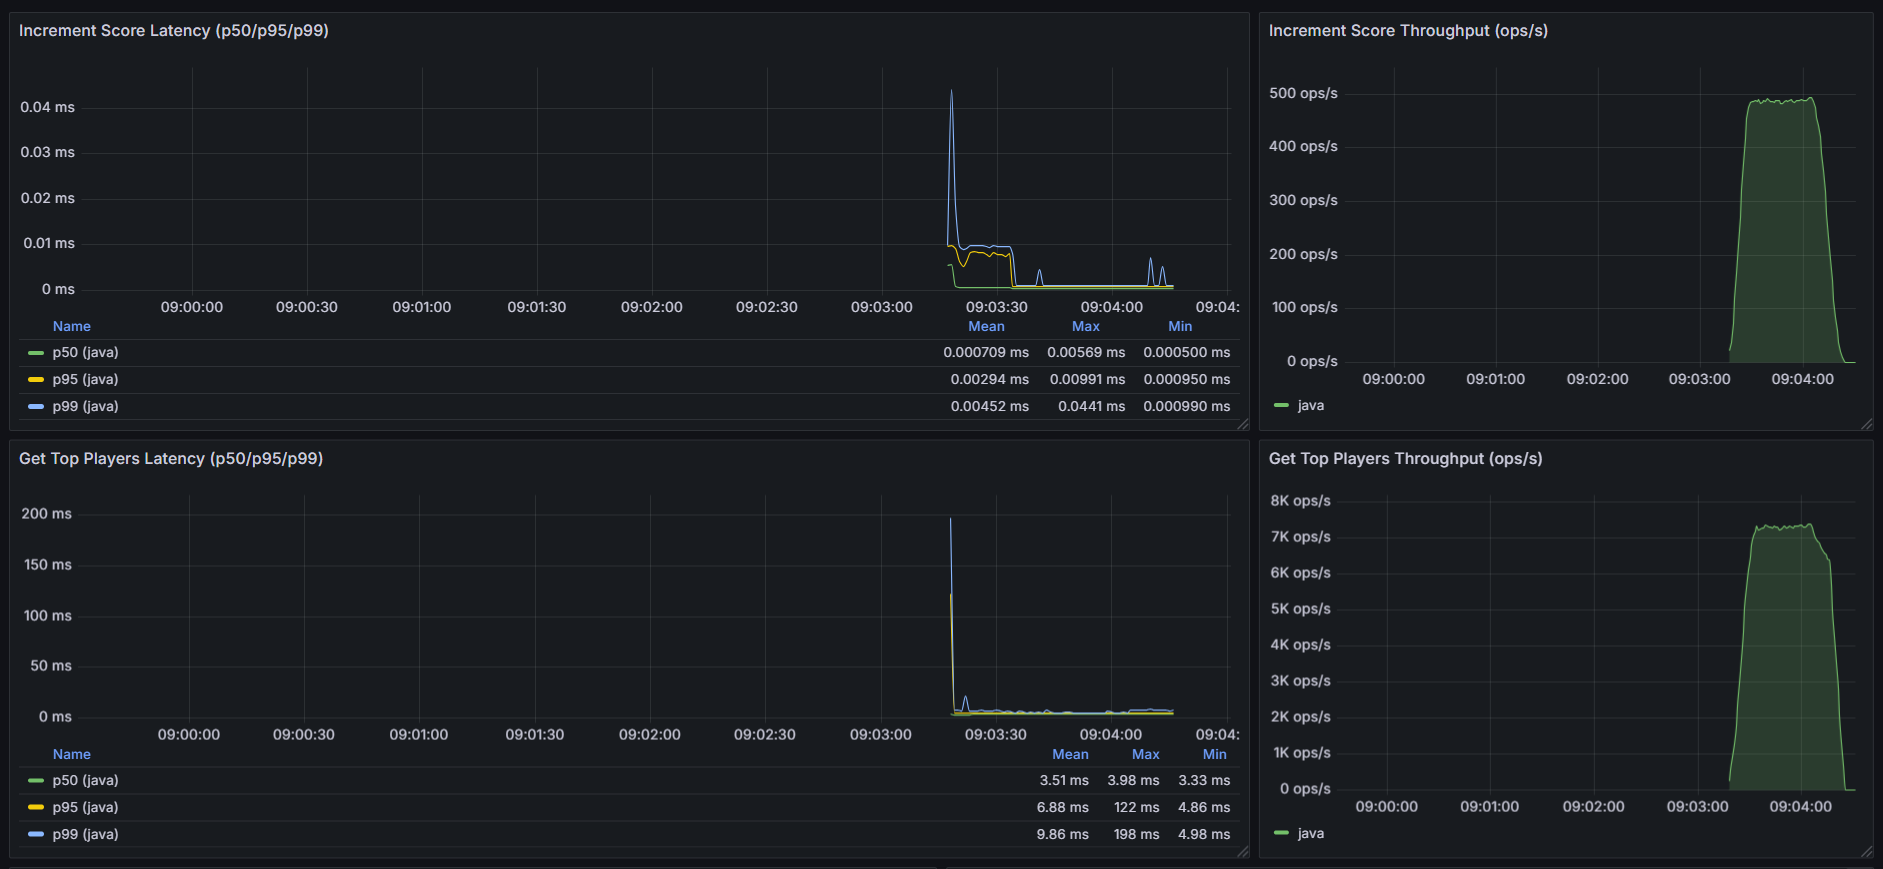 Increment Score Latency (p50/p95/p99)
0.04 ms
0.03 ms
0.02 ms
0.01 ms
0 ms
09:00:00 09:00:30 09:01:00 09:01:30 09:02:00 09:02:30 09:03:00 09:03:30 09:04:00 09:04:
Name Mean Max Min
p50 (java) 0.000709 ms 0.00569 ms 0.000500 ms
p95 (java) 0.00294 ms 0.00991 ms 0.000950 ms
p99 (java) 0.00452 ms 0.0441 ms 0.000990 ms
Increment Score Throughput (ops/s)
500 ops/s
400 ops/s
300 ops/s
200 ops/s
100 ops/s
0 ops/s
09:00:00 09:01:00 09:02:00 09:03:00 09:04:00
java
Get Top Players Latency (p50/p95/p99)
200 ms
150 ms
100 ms
50 ms
0 ms
09:00:00 09:00:30 09:01:00 09:01:30 09:02:00 09:02:30 09:03:00 09:03:30 09:04:00 09:04:
Name Mean Max Min
p50 (java) 3.51 ms 3.98 ms 3.33 ms
p95 (java) 6.88 ms 122 ms 4.86 ms
p99 (java) 9.86 ms 198 ms 4.98 ms
Get Top Players Throughput (ops/s)
8K ops/s
7K ops/s
6K ops/s
5K ops/s
4K ops/s
3K ops/s
2K ops/s
1K ops/s
0 ops/s
09:00:00 09:01:00 09:02:00 09:03:00 09:04:00
java